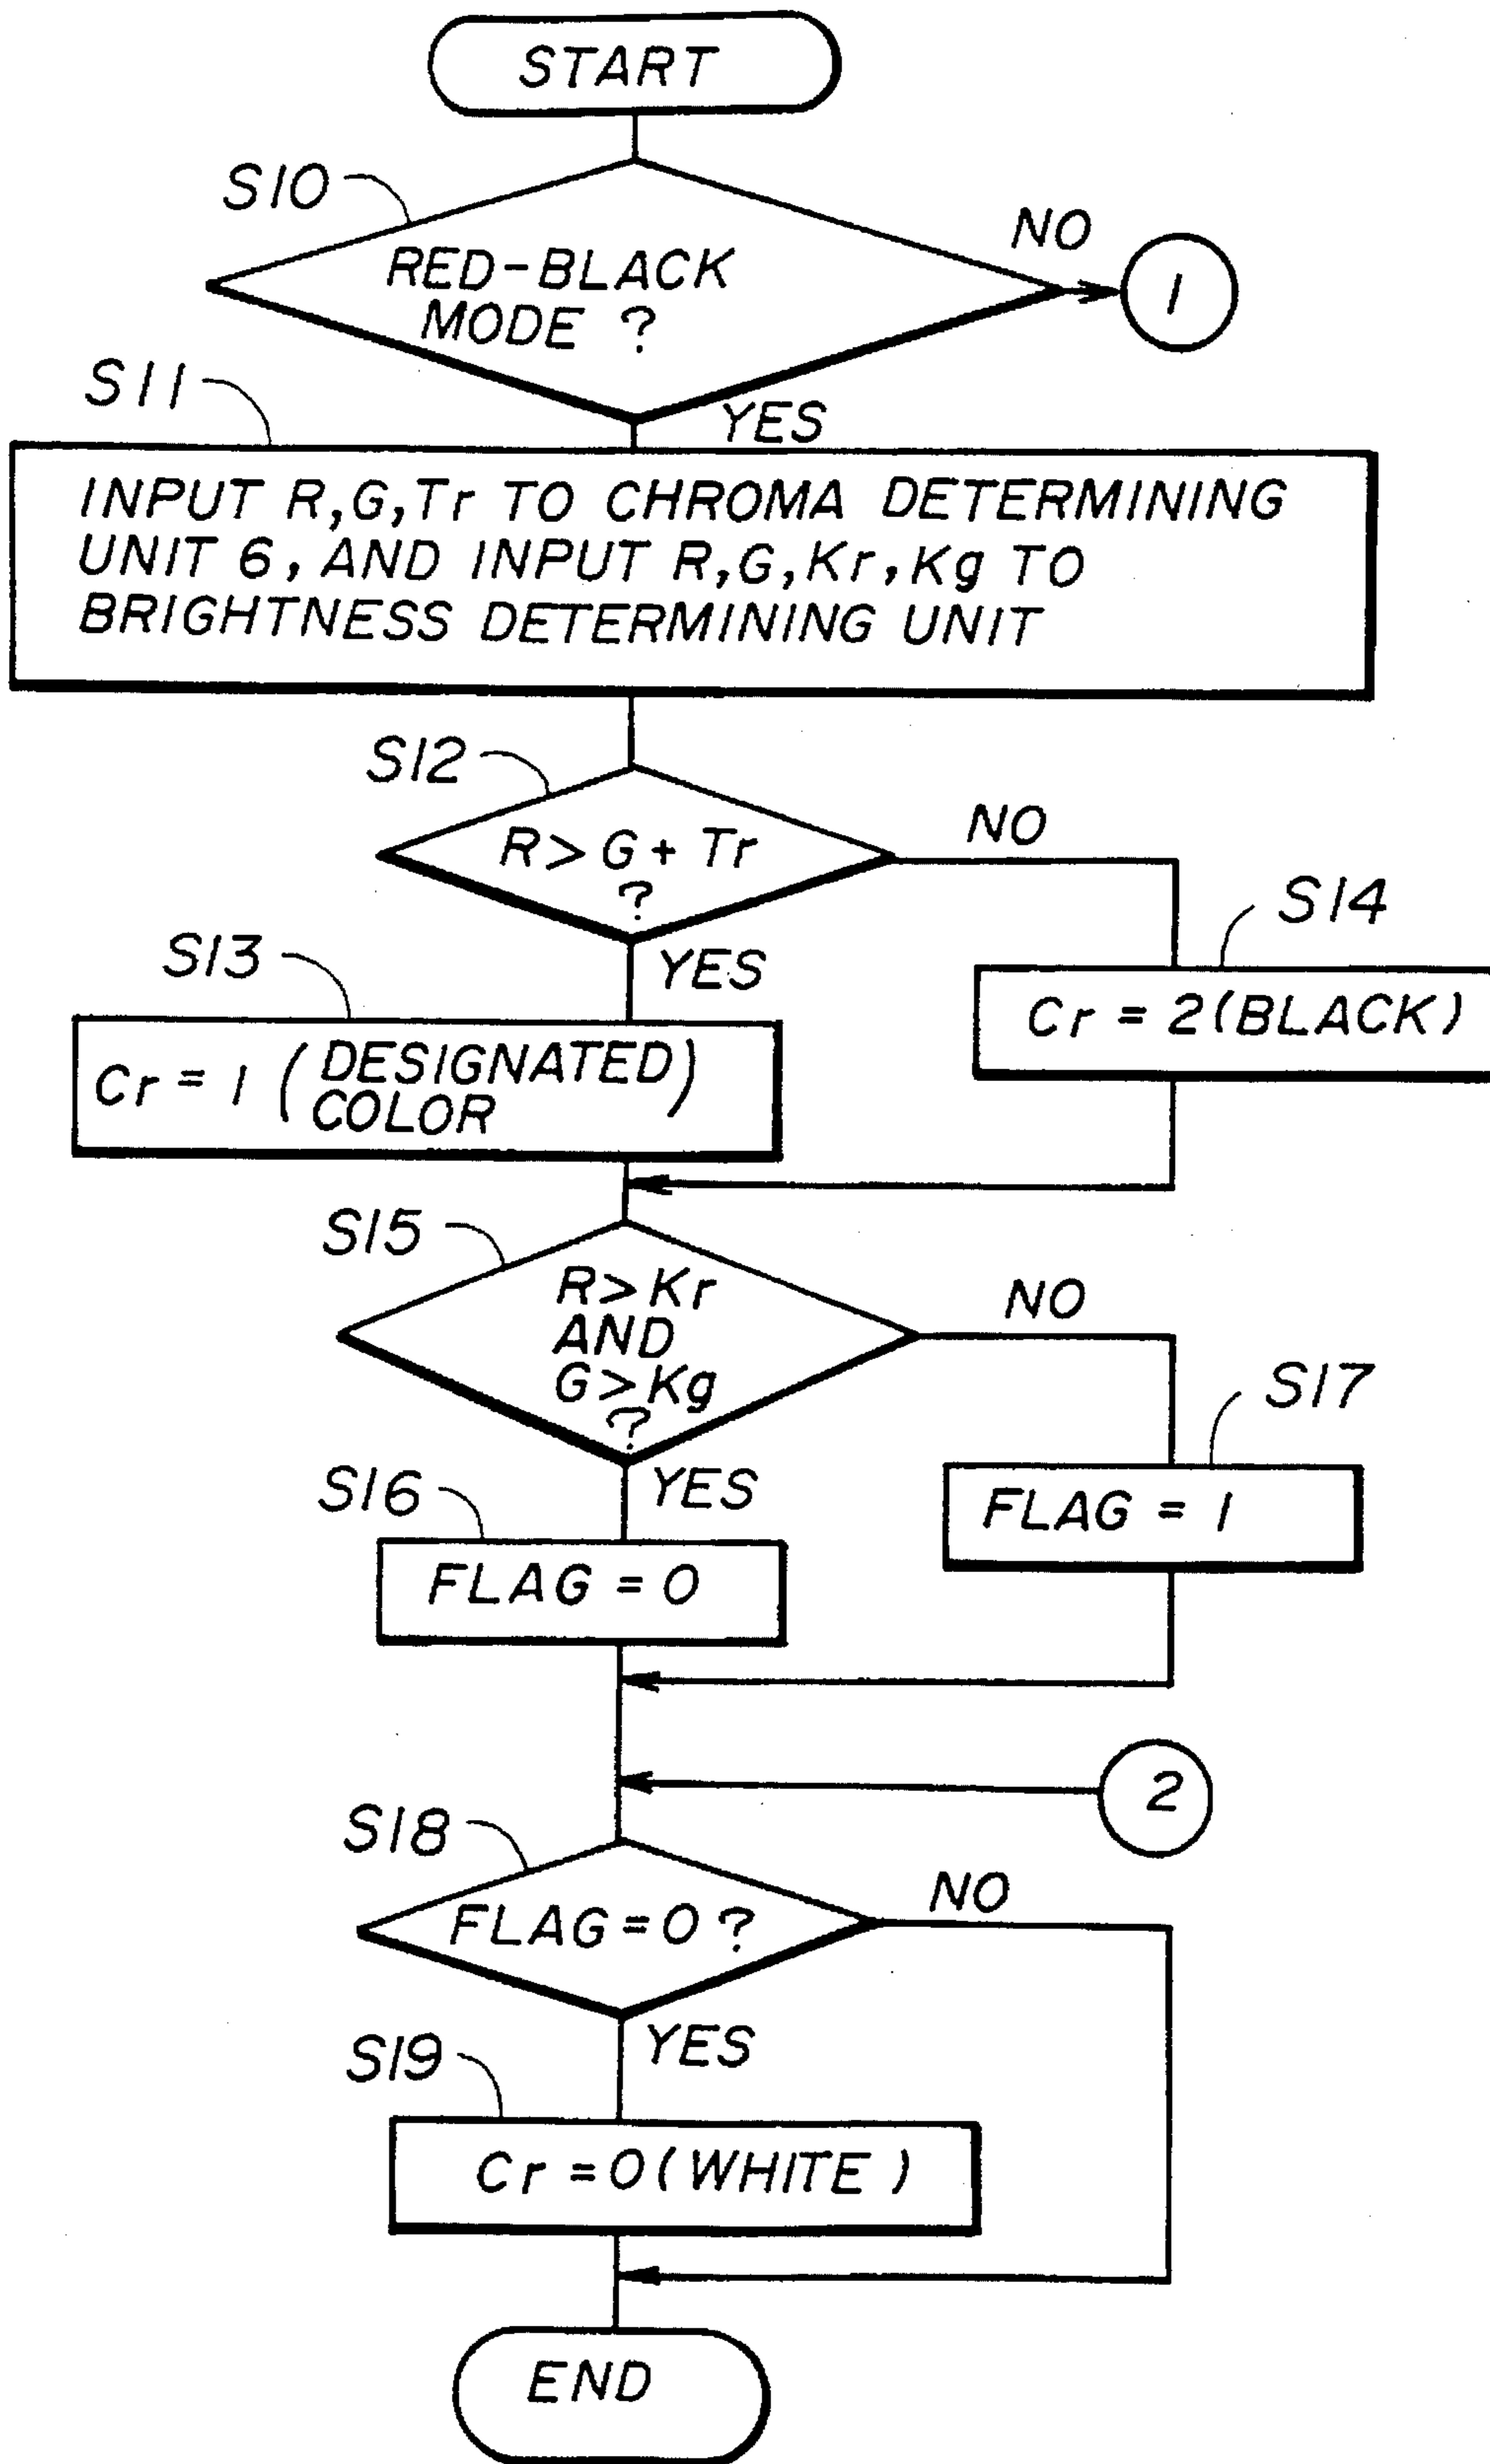 START
S10
RED-BLACK
MODE ?
NO
1
S11
YES
INPUT R,G,Tr TO CHROMA DETERMINING
UNIT 6, AND INPUT R,G,Kr,Kg TO
BRIGHTNESS DETERMINING UNIT
S12
R>G+Tr
?
NO
S14
Cr=2(BLACK)
S13
YES
Cr=1(DESIGNATED
COLOR)
S15
R>Kr
AND
G>Kg
?
NO
S17
FLAG=1
S16
YES
FLAG=0
2
S18
FLAG=0?
NO
S19
YES
Cr=0(WHITE)
END